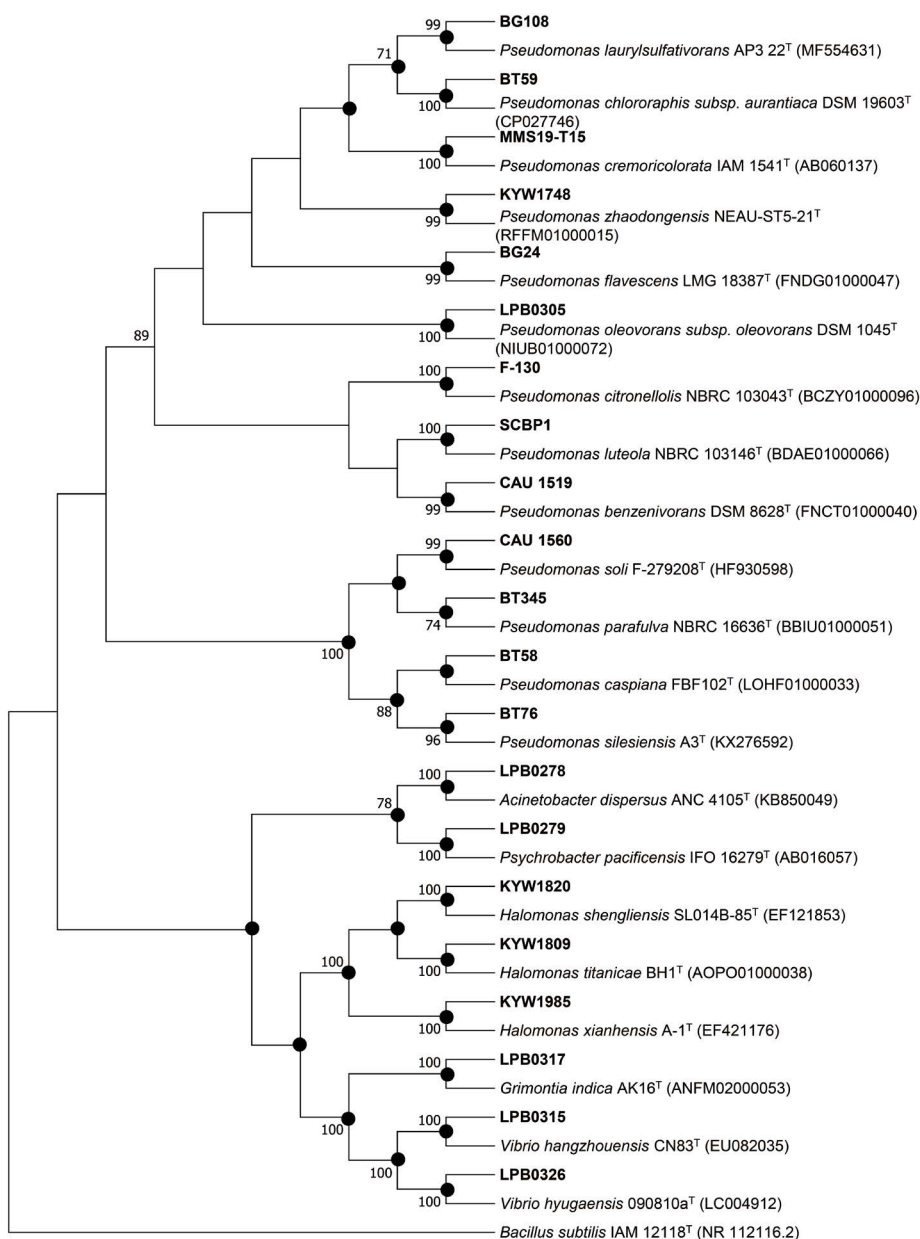 99
BG108
71
Pseudomonas laurylsulfativorans AP3 22ᵀ (MF554631)
BT59
100
Pseudomonas chlororaphis subsp. aurantiaca DSM 19603ᵀ
(CP027746)
MMS19-T15
100
Pseudomonas cremoricolorata IAM 1541ᵀ (AB060137)
KYW1748
99
Pseudomonas zhaodongensis NEAU-ST5-21ᵀ
(RFFM01000015)
BG24
99
Pseudomonas flavescens LMG 18387ᵀ (FNDG01000047)
LPB0305
100
Pseudomonas oleovorans subsp. oleovorans DSM 1045ᵀ
(NIUB01000072)
89
F-130
100
Pseudomonas citronellolis NBRC 103043ᵀ (BCZY01000096)
SCBP1
100
Pseudomonas luteola NBRC 103146ᵀ (BDAE01000066)
CAU 1519
99
Pseudomonas benzenivorans DSM 8628ᵀ (FNCT01000040)
CAU 1560
99
Pseudomonas soli F-279208ᵀ (HF930598)
BT345
74
Pseudomonas parafulva NBRC 16636ᵀ (BBIU01000051)
100
BT58
Pseudomonas caspiana FBF102ᵀ (LOHF01000033)
88
BT76
96
Pseudomonas silesiensis A3ᵀ (KX276592)
LPB0278
100
Acinetobacter dispersus ANC 4105ᵀ (KB850049)
78
LPB0279
100
Psychrobacter pacificensis IFO 16279ᵀ (AB016057)
KYW1820
100
Halomonas shengliensis SL014B-85ᵀ (EF121853)
KYW1809
100
100
Halomonas titanicae BH1ᵀ (AOPO01000038)
KYW1985
100
Halomonas xianhensis A-1ᵀ (EF421176)
LPB0317
100
Grimontia indica AK16ᵀ (ANFM02000053)
100
LPB0315
100
Vibrio hangzhouensis CN83ᵀ (EU082035)
100
LPB0326
100
Vibrio hyugaensis 090810aᵀ (LC004912)
Bacillus subtilis IAM 12118ᵀ (NR 112116.2)